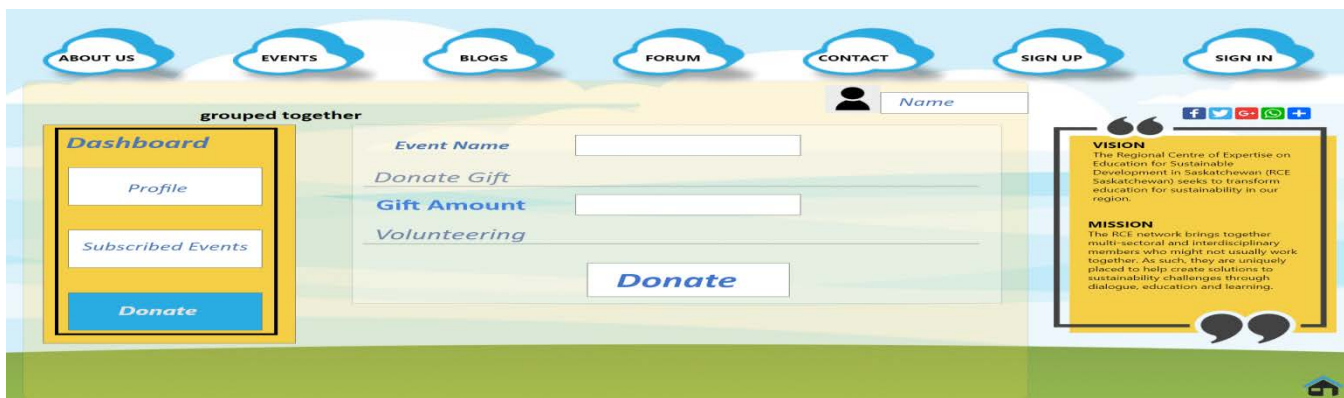 ABOUT US
EVENTS
BLOGS
FORUM
CONTACT
SIGN UP
SIGN IN
Name
grouped together
Dashboard
Profile
Subscribed Events
Donate
Event Name
Donate Gift
Gift Amount
Volunteering
Donate
VISION
The Regional Centre of Expertise on
Education for Sustainable
Development in Saskatchewan (RCE
Saskatchewan) seeks to transform
education for sustainability in our
region.
MISSION
The RCE network brings together
multi-sectoral and interdisciplinary
members who might not usually work
together. As such, they are uniquely
placed to help create solutions to
sustainability challenges through
dialogue, education and learning.